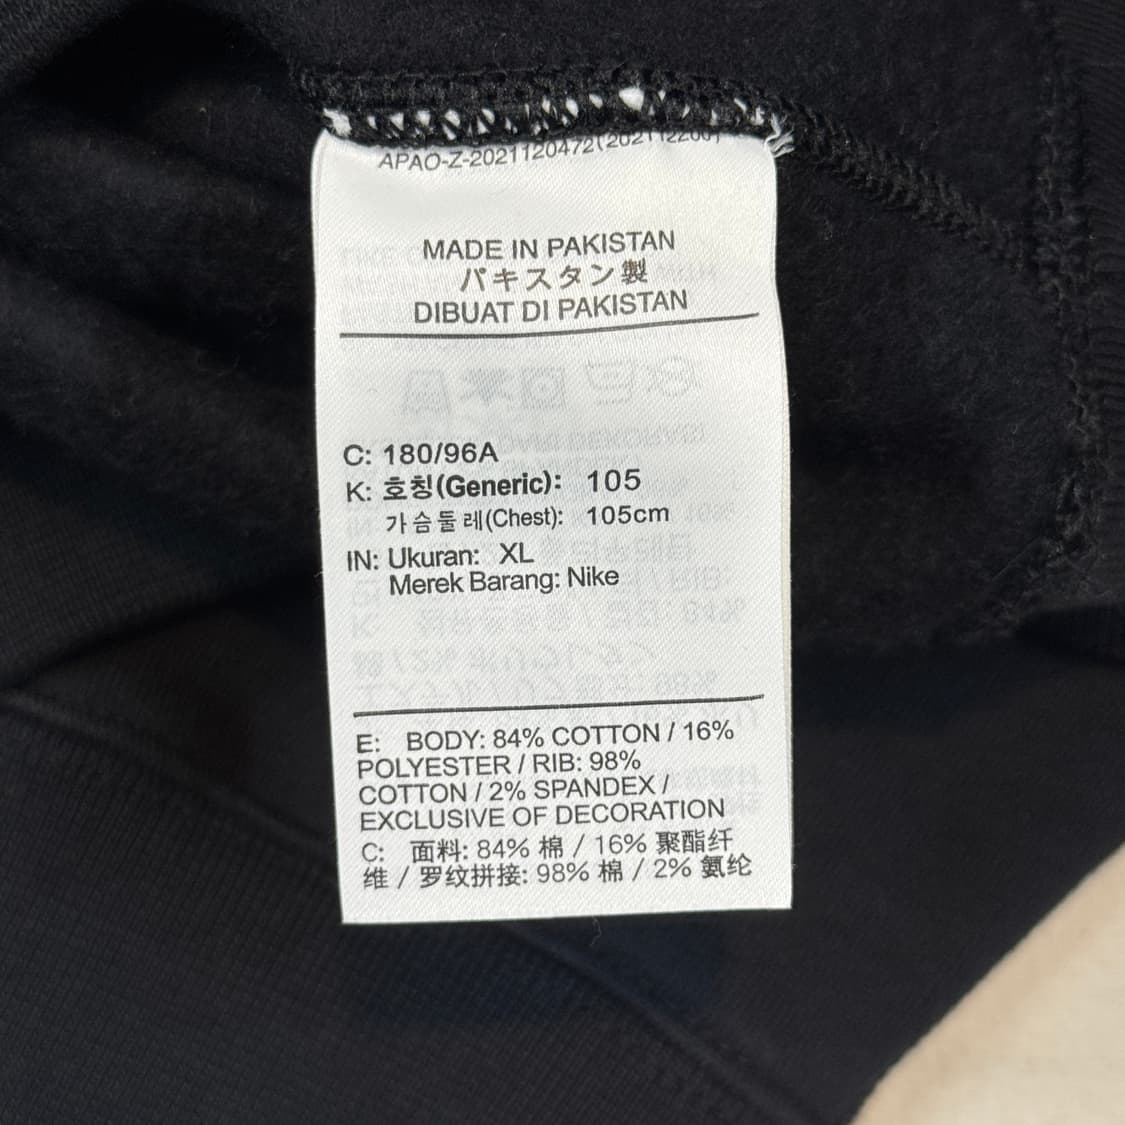 APAO-Z-2021120472(20211220)
MADE IN PAKISTAN
パキスタン製
DIBUAT DI PAKISTAN
C: 180/96A
K: 호칭(Generic): 105
가슴둘레(Chest): 105cm
IN: Ukuran: XL
Merek Barang: Nike
E: BODY: 84% COTTON / 16%
POLYESTER / RIB: 98%
COTTON / 2% SPANDEX /
EXCLUSIVE OF DECORATION
C: 面料: 84% 棉 / 16% 聚酯纤
维 / 罗纹拼接: 98% 棉 / 2% 氨纶